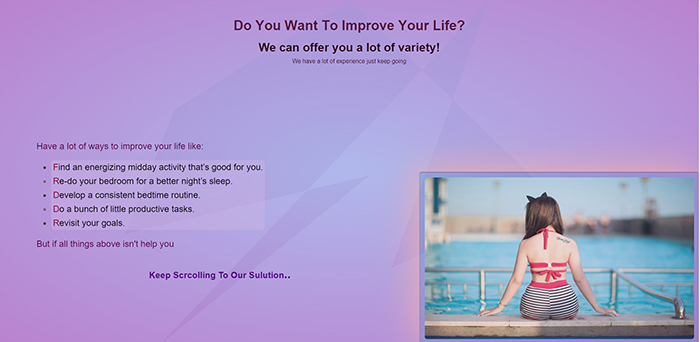 Do You Want To Improve Your Life?
We can offer you a lot of variety!
We have a lot of experience just keep going
Have a lot of ways to improve your life like:
Find an energizing midday activity that's good for you.
Re-do your bedroom for a better night's sleep.
Develop a consistent bedtime routine.
Do a bunch of little productive tasks.
Revisit your goals.
But if all things above isn't help you
Keep Scrcolling To Our Sulution..